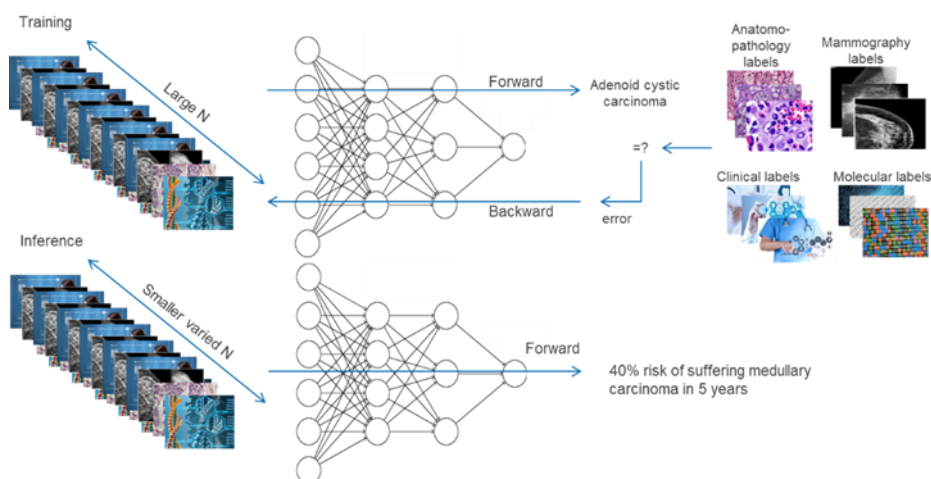 Training
Large N
Forward
Adenoid cystic
carcinoma
Anatomo-
pathology
labels
Mammography
labels
=?
Backward
error
Clinical labels
Molecular labels
Inference
Smaller varied N
Forward
40% risk of suffering medullary
carcinoma in 5 years